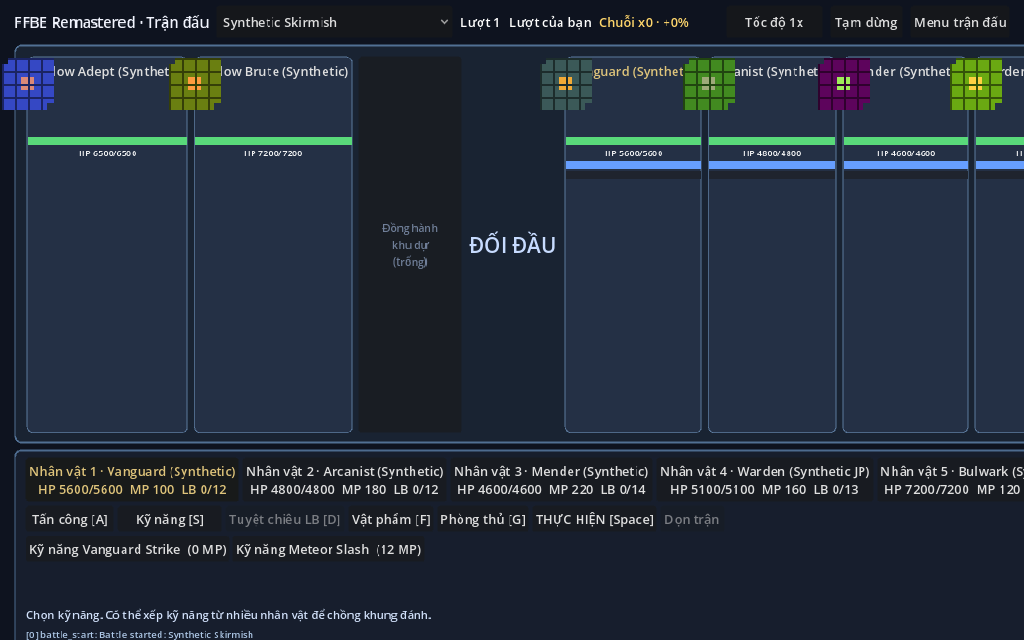 FFBE Remastered · Trận đấu Synthetic Skirmish Lượt 1 Lượt của bạn Chuỗi x0 · +0% Tốc độ 1x Tạm dừng Menu trận đấu
Adept (Synthet Brute (Synthetic)
HP 6500/6500 HP 7200/7200 HP 5600/5600 HP 4800/4800 HP 4600/4600
Đồng hành
khu dự
(trống)
ĐỐI ĐẦU
Nhân vật 1 · Vanguard (Synthetic) Nhân vật 2 · Arcanist (Synthetic) Nhân vật 3 · Mender (Synthetic) Nhân vật 4 · Warden (Synthetic JP) Nhân vật 5 · Bulwark (Sy
HP 5600/5600 MP 100 LB 0/12 HP 4800/4800 MP 180 LB 0/12 HP 4600/4600 MP 220 LB 0/14 HP 5100/5100 MP 160 LB 0/13 HP 7200/7200 MP 120
Tấn công [A] Kỹ năng [S] Tuyệt chiêu LB [D] Vật phẩm [F] Phòng thủ [G] THỰC HIỆN [Space] Dọn trận
Kỹ năng Vanguard Strike (0 MP) Kỹ năng Meteor Slash (12 MP)
Chọn kỹ năng. Có thể xếp kỹ năng từ nhiều nhân vật để chồng khung đánh.
[0] battle_start: Battle started: Synthetic Skirmish